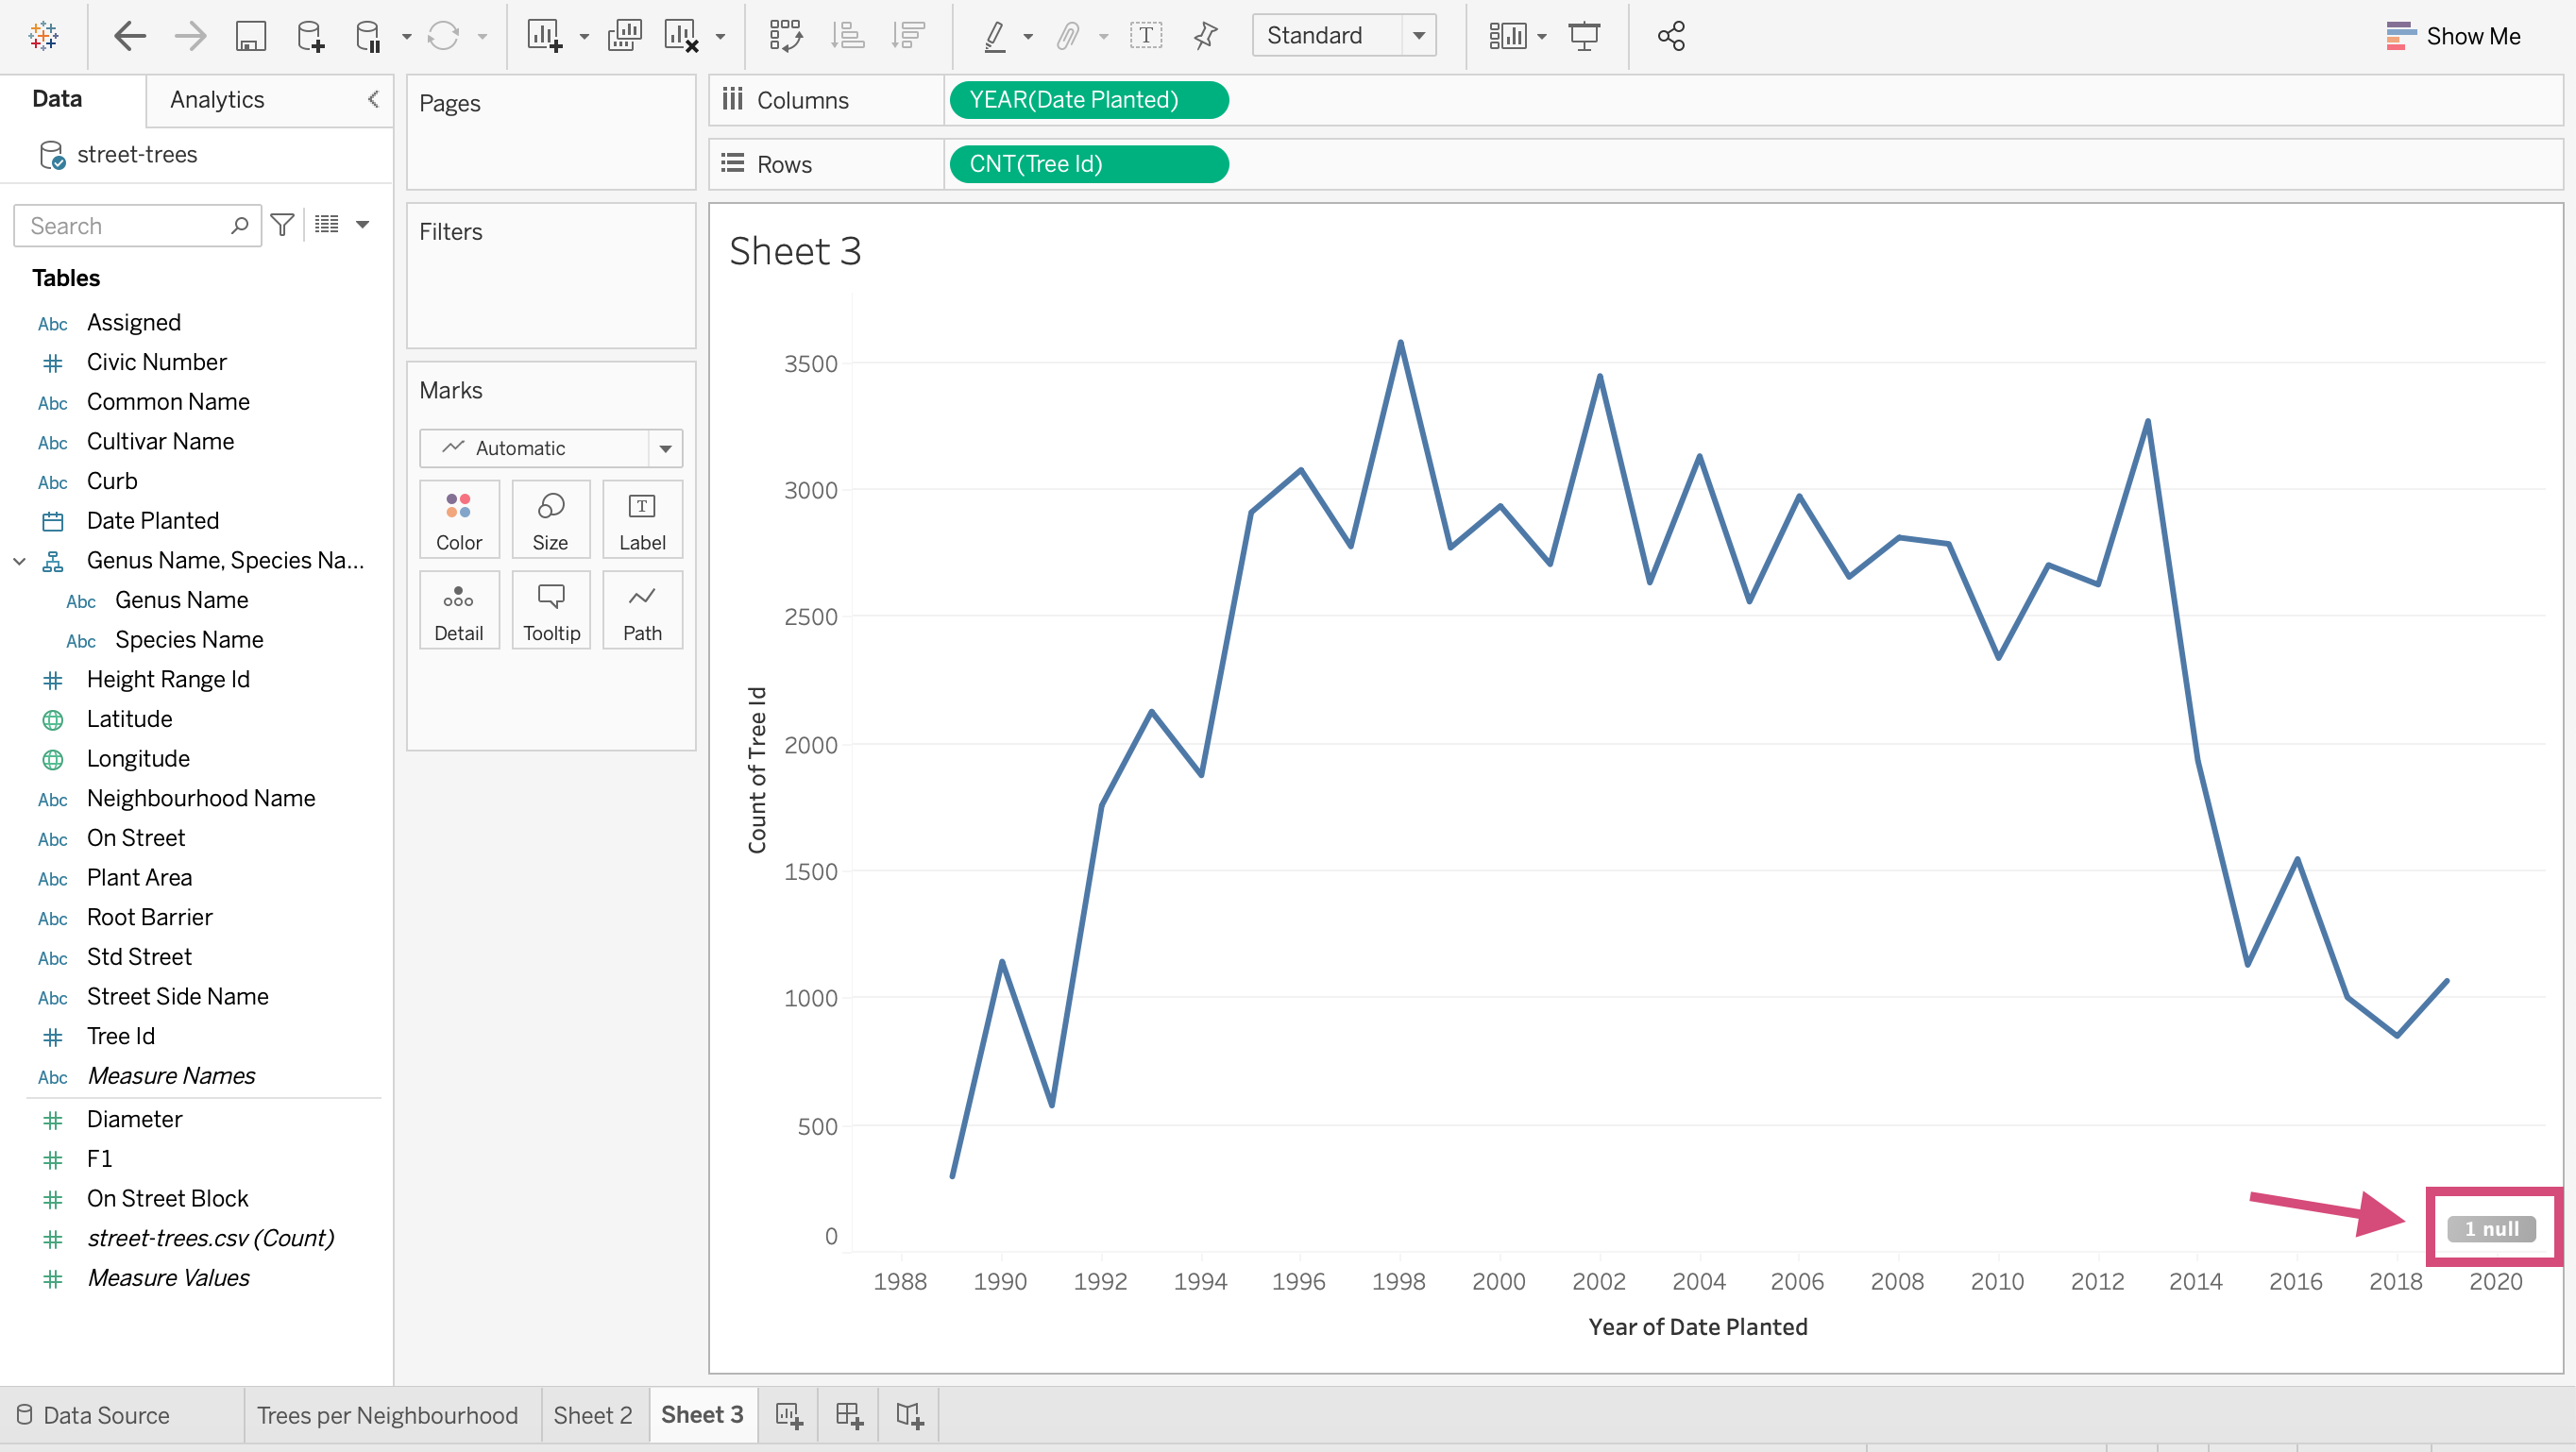 Standard
Show Me
Data
Analytics
street-trees
Search
Tables
Abc Assigned
Civic Number
Abc Common Name
Abc Cultivar Name
Abc Curb
Date Planted
Genus Name, Species Na...
Abc Genus Name
Abc Species Name
Height Range Id
Latitude
Longitude
Abc Neighbourhood Name
Abc On Street
Abc Plant Area
Abc Root Barrier
Abc Std Street
Abc Street Side Name
Tree Id
Abc Measure Names
Diameter
F1
On Street Block
street-trees.csv (Count)
Measure Values
Pages
Filters
Marks
Automatic
Color Size T Label
Detail Tooltip Path
Columns YEAR(Date Planted)
Rows CNT(Tree Id)
Sheet 3
Count of Tree Id
3500
3000
2500
2000
1500
1000
500
0
1 null
1988 1990 1992 1994 1996 1998 2000 2002 2004 2006 2008 2010 2012 2014 2016 2018 2020
Year of Date Planted
Data Source Trees per Neighbourhood Sheet 2 Sheet 3